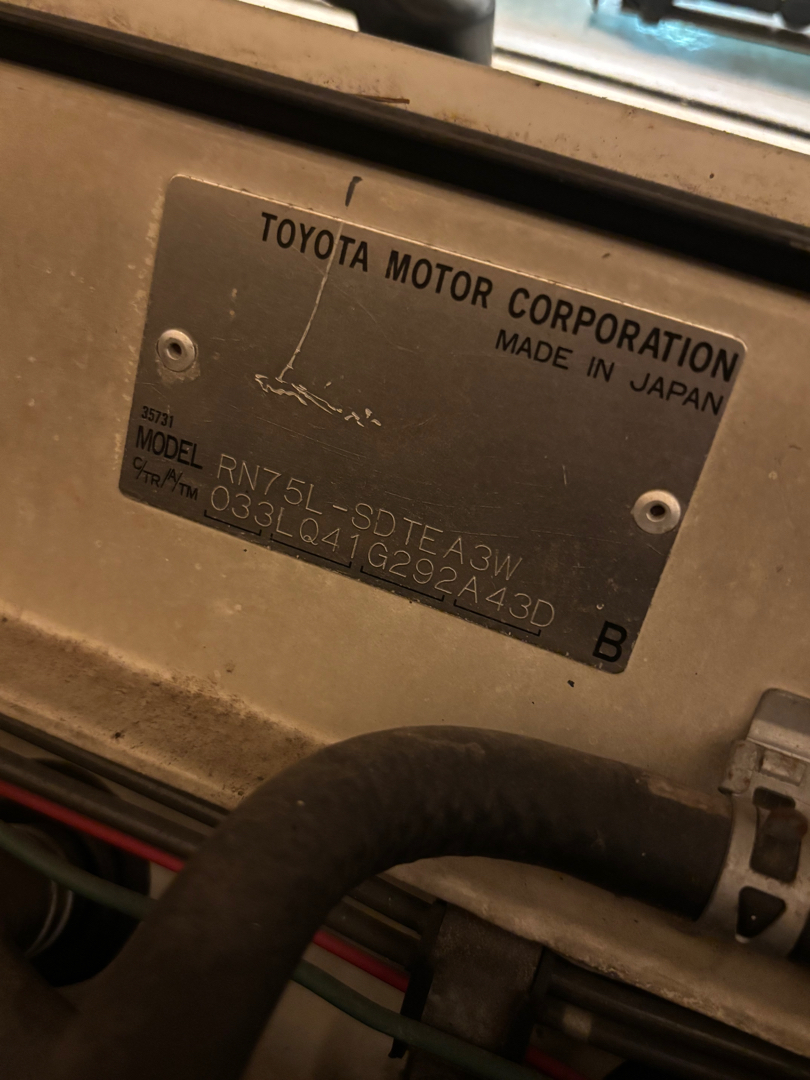 TOYOTA MOTOR CORPORATION
MADE IN JAPAN
35731
MODEL RN75L-SDTEA3W
C/TR/A/TM 033LQ41G292A43D
B